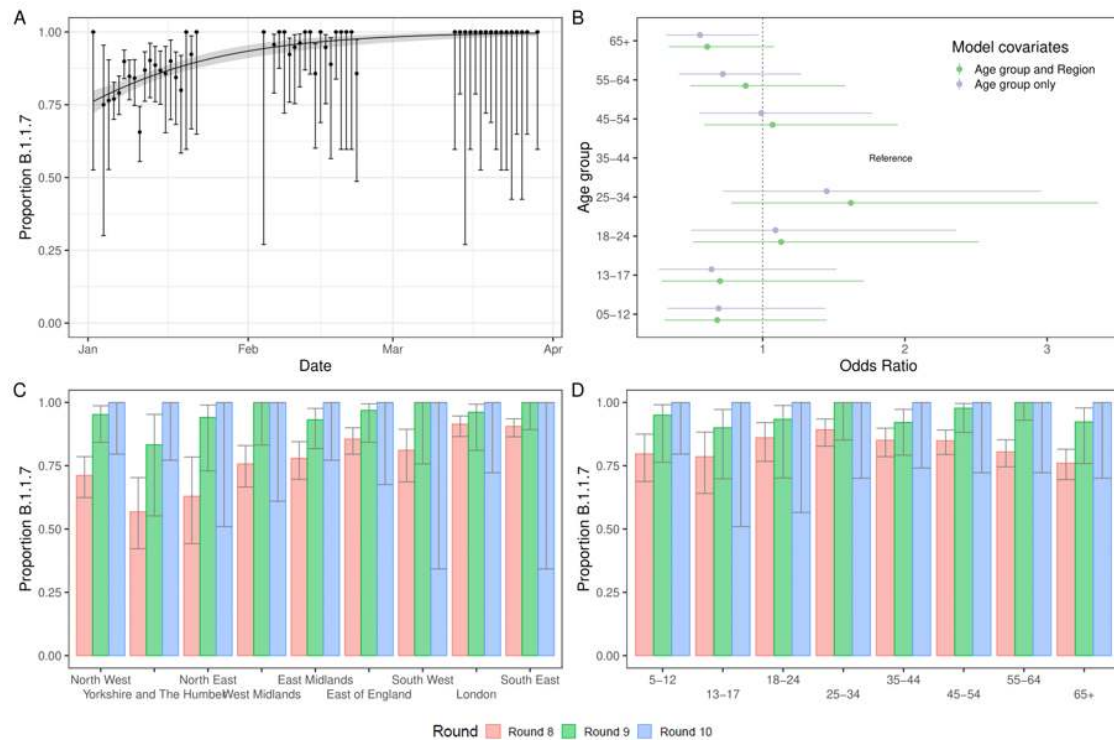 A
1.00
0.75
0.50
0.25
0.00
Proportion B.1.1.7
Jan
Feb
Mar
Apr
Date
B
65+
55–64
45–54
35–44
25–34
18–24
13–17
05–12
Age group
Model covariates
Age group and Region
Age group only
Reference
1
2
3
Odds Ratio
C
1.00
0.75
0.50
0.25
0.00
Proportion B.1.1.7
North West
Yorkshire and The Humber
North East
West Midlands
East Midlands
East of England
South West
London
South East
D
1.00
0.75
0.50
0.25
0.00
Proportion B.1.1.7
5–12
13–17
18–24
25–34
35–44
45–54
55–64
65+
Round
Round 8
Round 9
Round 10